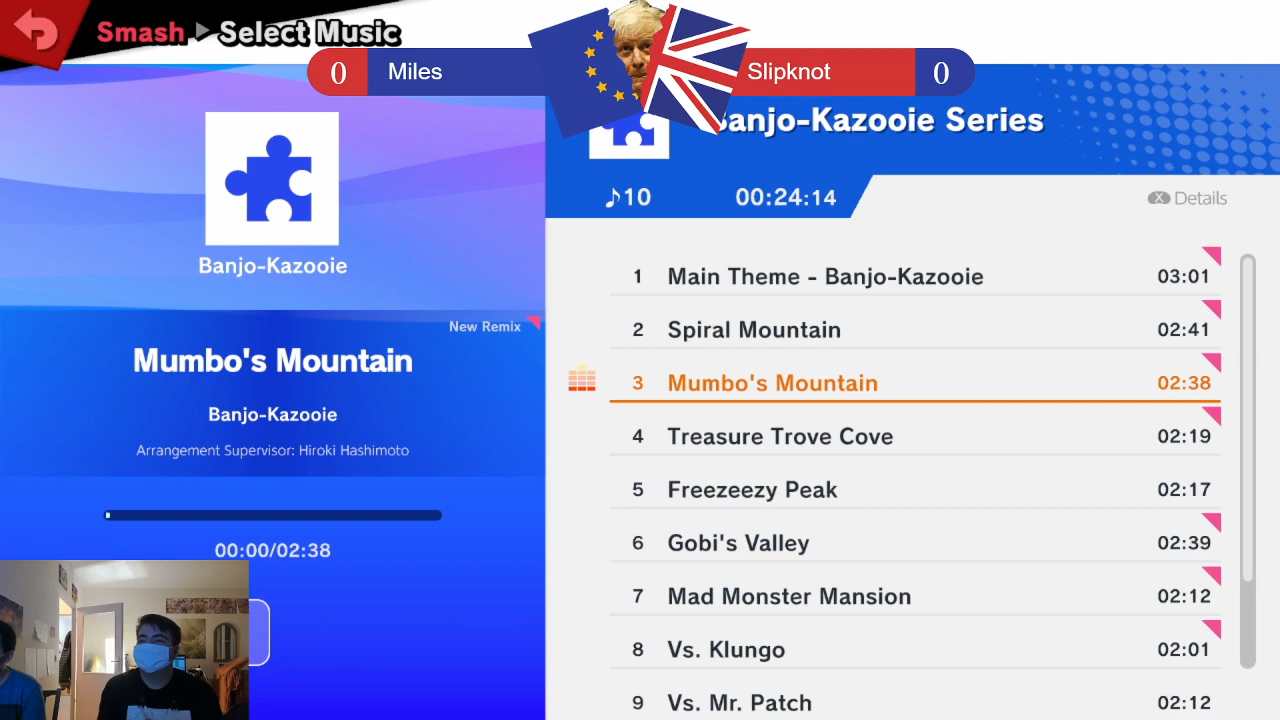 Smash ▶ Select Music
0 Miles Slipknot 0
Banjo-Kazooie Series
♪10 00:24:14
X Details
Banjo-Kazooie
New Remix
Mumbo's Mountain
Banjo-Kazooie
Arrangement Supervisor: Hiroki Hashimoto
00:00/02:38
1 Main Theme - Banjo-Kazooie 03:01
2 Spiral Mountain 02:41
3 Mumbo's Mountain 02:38
4 Treasure Trove Cove 02:19
5 Freezeezy Peak 02:17
6 Gobi's Valley 02:39
7 Mad Monster Mansion 02:12
8 Vs. Klungo 02:01
9 Vs. Mr. Patch 02:12